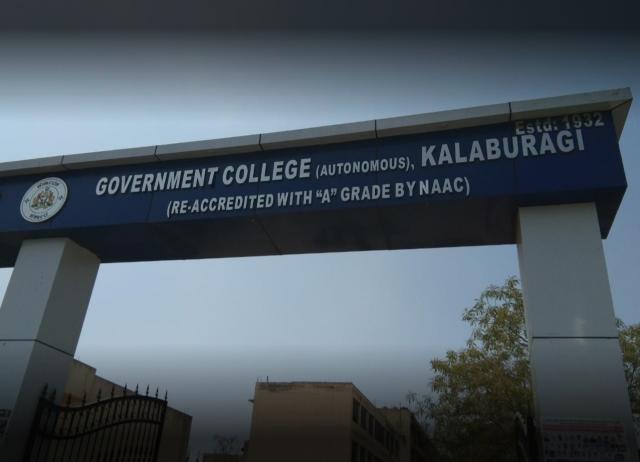 Estd: 1932
GOVERNMENT COLLEGE (AUTONOMOUS), KALABURAGI
(RE-ACCREDITED WITH "A" GRADE BY NAAC)